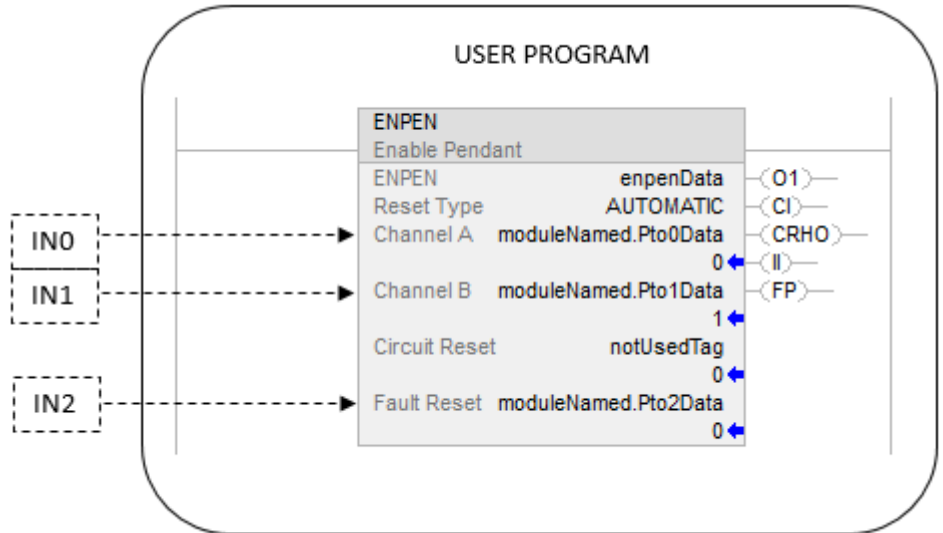 USER PROGRAM
ENPEN
Enable Pendant
ENPEN enpenData (O1)
Reset Type AUTOMATIC (CI)
IN0 Channel A moduleNamed.Pto0Data (CRHO)
0 (II)
IN1 Channel B moduleNamed.Pto1Data (FP)
1
Circuit Reset notUsedTag
0
IN2 Fault Reset moduleNamed.Pto2Data
0